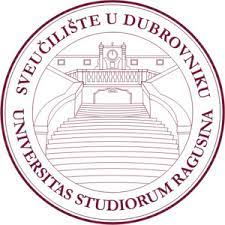 SVEUČILIŠTE U DUBROVNIKU
UNIVERSITAS STUDIORUM RAGUSINA